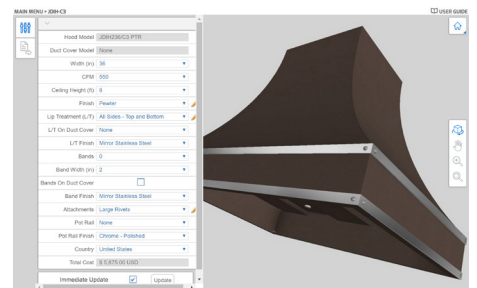 MAIN MENU > JDIH-C3
USER GUIDE
Hood Model JDIH236/C3 PTR
Duct Cover Model None
Width (in) 36
CFM 550
Ceiling Height (ft) 8
Finish Pewter
Lip Treatment (L/T) All Sides - Top and Bottom
L/T On Duct Cover None
L/T Finish Mirror Stainless Steel
Bands 0
Band Width (in) 2
Bands On Duct Cover
Band Finish Mirror Stainless Steel
Attachments Large Rivets
Pot Rail None
Pot Rail Finish Chrome - Polished
Country United States
Total Cost $ 5,875.00 USD
Immediate Update Update